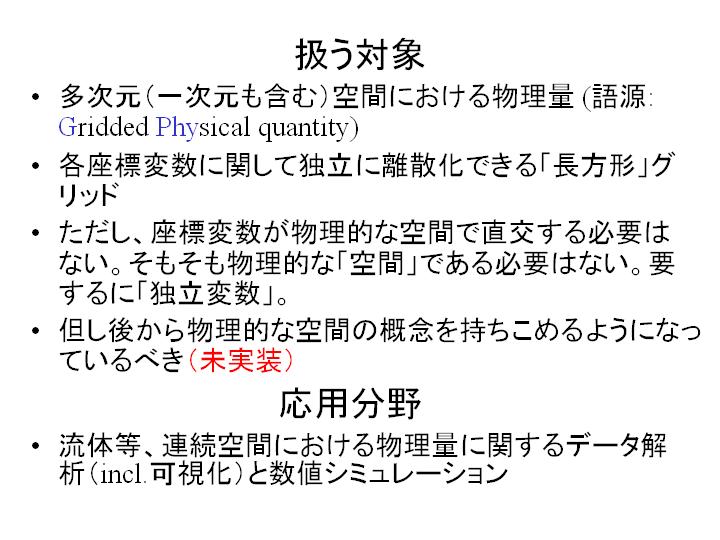 扱う対象
• 多次元（一次元も含む）空間における物理量 (語源:
Gridded Physical quantity)
• 各座標変数に関して独立に離散化できる「長方形」グ
リッド
• ただし、座標変数が物理的な空間で直交する必要は
ない。そもそも物理的な「空間」である必要はない。要
するに「独立変数」。
• 但し後から物理的な空間の概念を持ちこめるようになっ
ているべき（未実装）
応用分野
• 流体等、連続空間における物理量に関するデータ解
析（incl.可視化）と数値シミュレーション